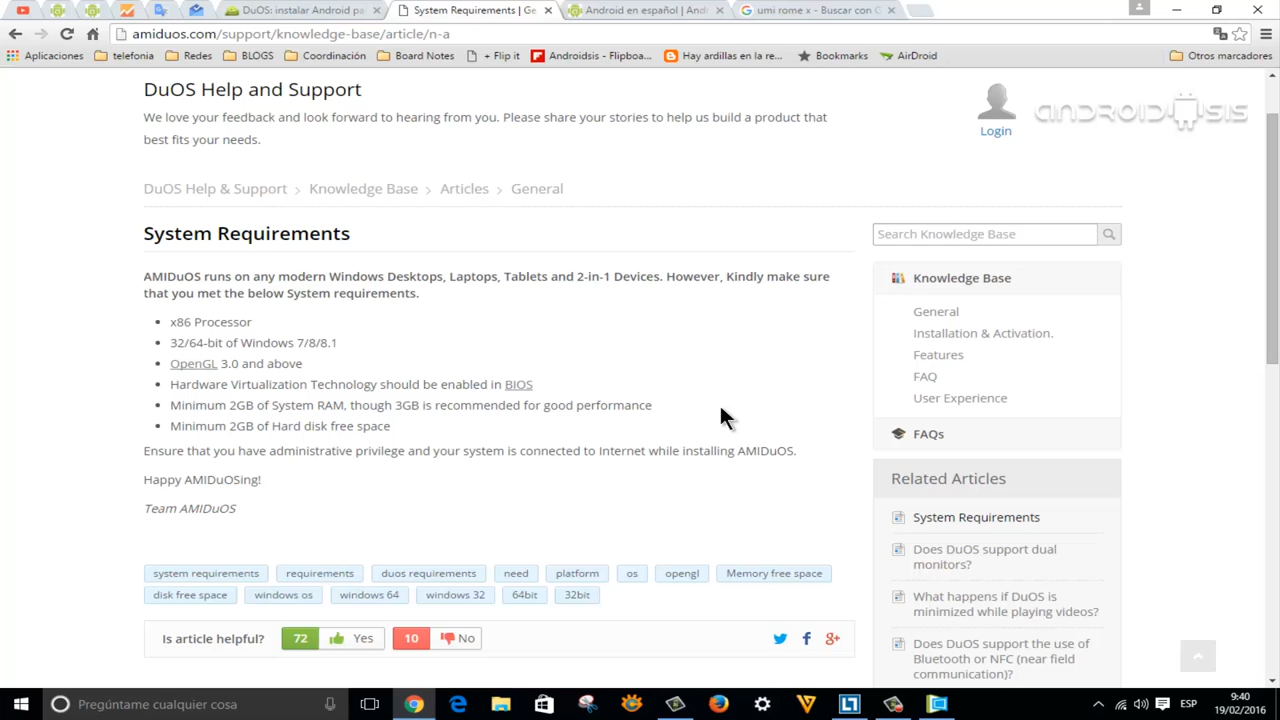 DuOS: instalar Android pa
System Requirements | Ge
Android en español | And
umi rome x - Buscar con G
amiduos.com/support/knowledge-base/article/n-a
Aplicaciones
telefonia
Redes
BLOGS
Coordinación
Board Notes
+ Flip it
Androidsis - Flipboa...
Hay ardillas en la re...
Bookmarks
AirDroid
Otros marcadores
DuOS Help and Support
We love your feedback and look forward to hearing from you. Please share your stories to help us build a product that
best fits your needs.
Login
ANDROIDSIS
DuOS Help & Support > Knowledge Base > Articles > General
System Requirements
AMIDuOS runs on any modern Windows Desktops, Laptops, Tablets and 2-in-1 Devices. However, Kindly make sure
that you met the below System requirements.
• x86 Processor
• 32/64-bit of Windows 7/8/8.1
• OpenGL 3.0 and above
• Hardware Virtualization Technology should be enabled in BIOS
• Minimum 2GB of System RAM, though 3GB is recommended for good performance
• Minimum 2GB of Hard disk free space
Ensure that you have administrative privilege and your system is connected to Internet while installing AMIDuOS.
Happy AMIDuOSing!
Team AMIDuOS
system requirements
requirements
duos requirements
need
platform
os
opengl
Memory free space
disk free space
windows os
windows 64
windows 32
64bit
32bit
Is article helpful?
72 Yes
10 No
Search Knowledge Base
Knowledge Base
General
Installation & Activation.
Features
FAQ
User Experience
FAQs
Related Articles
System Requirements
Does DuOS support dual
monitors?
What happens if DuOS is
minimized while playing videos?
Does DuOS support the use of
Bluetooth or NFC (near field
communication)?
Pregúntame cualquier cosa
ESP
9:40
19/02/2016